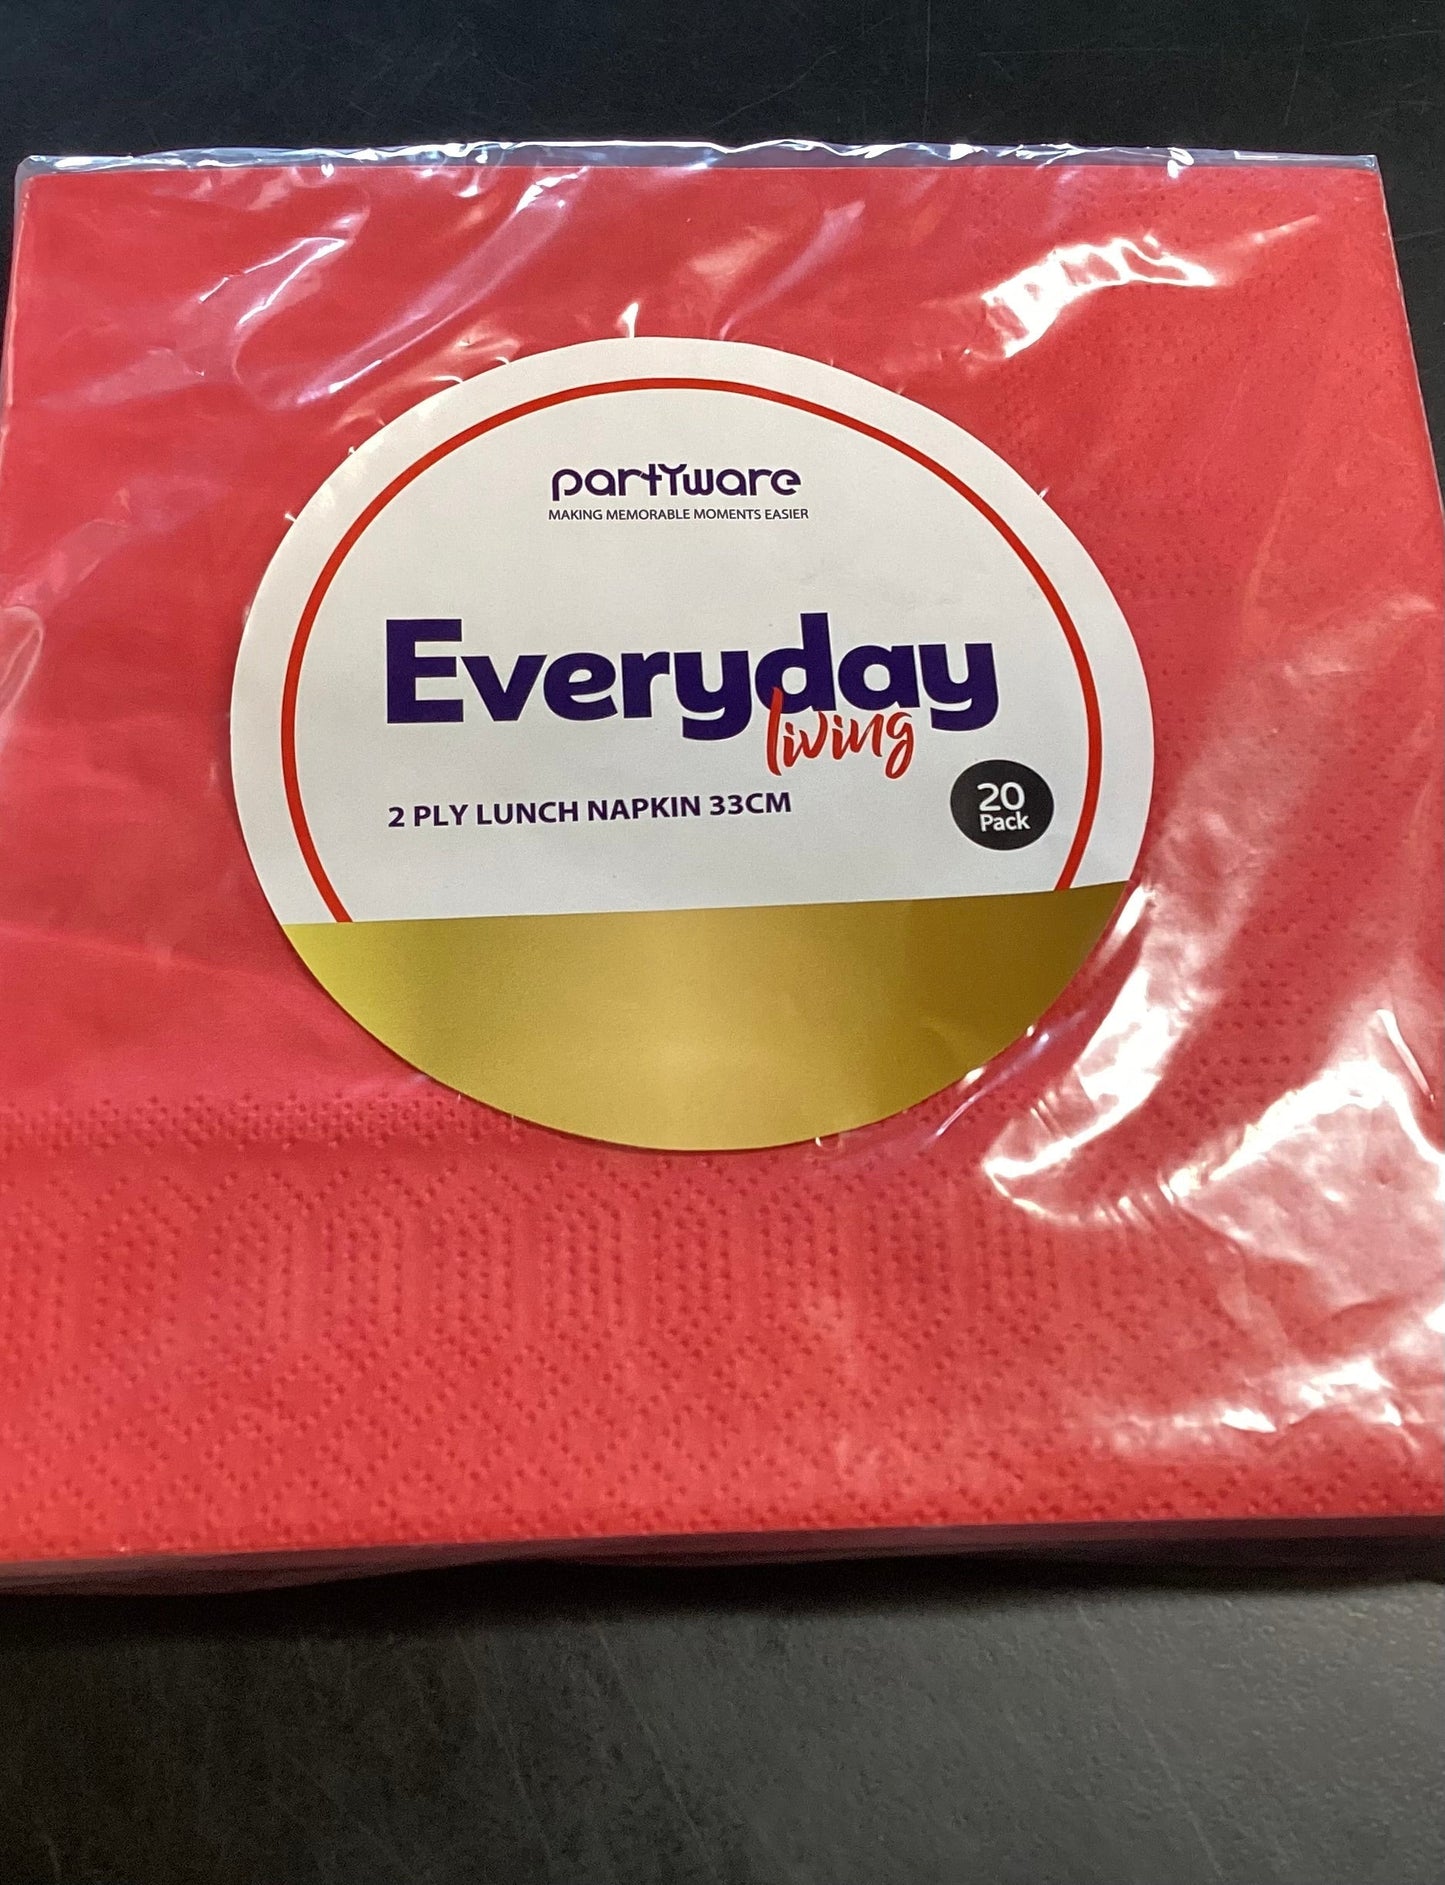 partYware
MAKING MEMORABLE MOMENTS EASIER
Everyday
living
2 PLY LUNCH NAPKIN 33CM
20
Pack